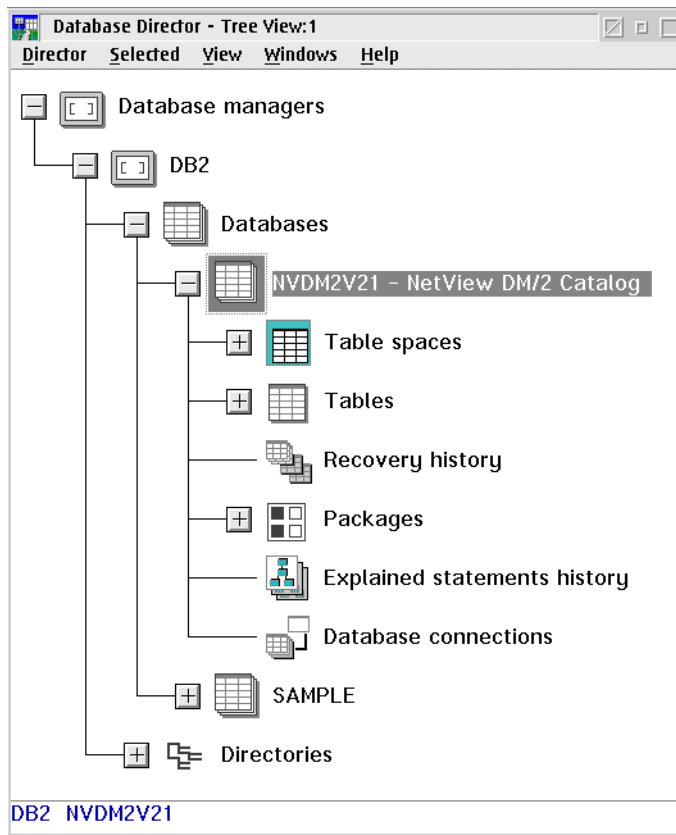 Database Director - Tree View:1
Director Selected View Windows Help
Database managers
DB2
Databases
NVDM2V21 – NetView DM/2 Catalog
Table spaces
Tables
Recovery history
Packages
Explained statements history
Database connections
SAMPLE
Directories
DB2 NVDM2V21